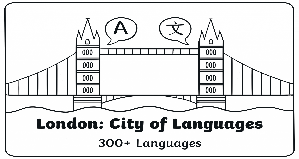 A 文
London: City of Languages
300+ Languages